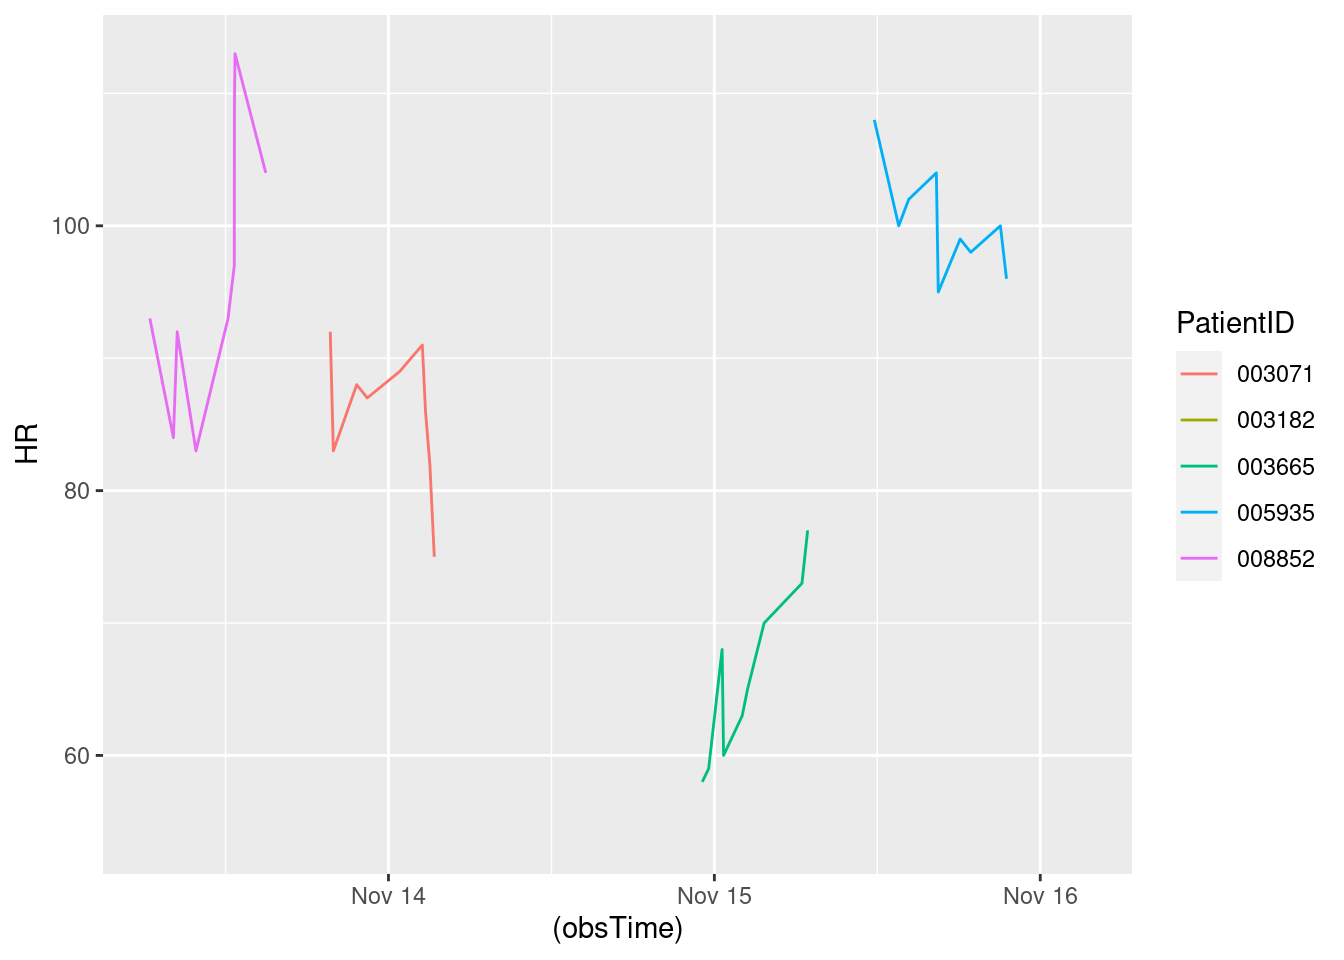 HR
100
80
60
Nov 14
Nov 15
Nov 16
(obsTime)
PatientID
003071
003182
003665
005935
008852